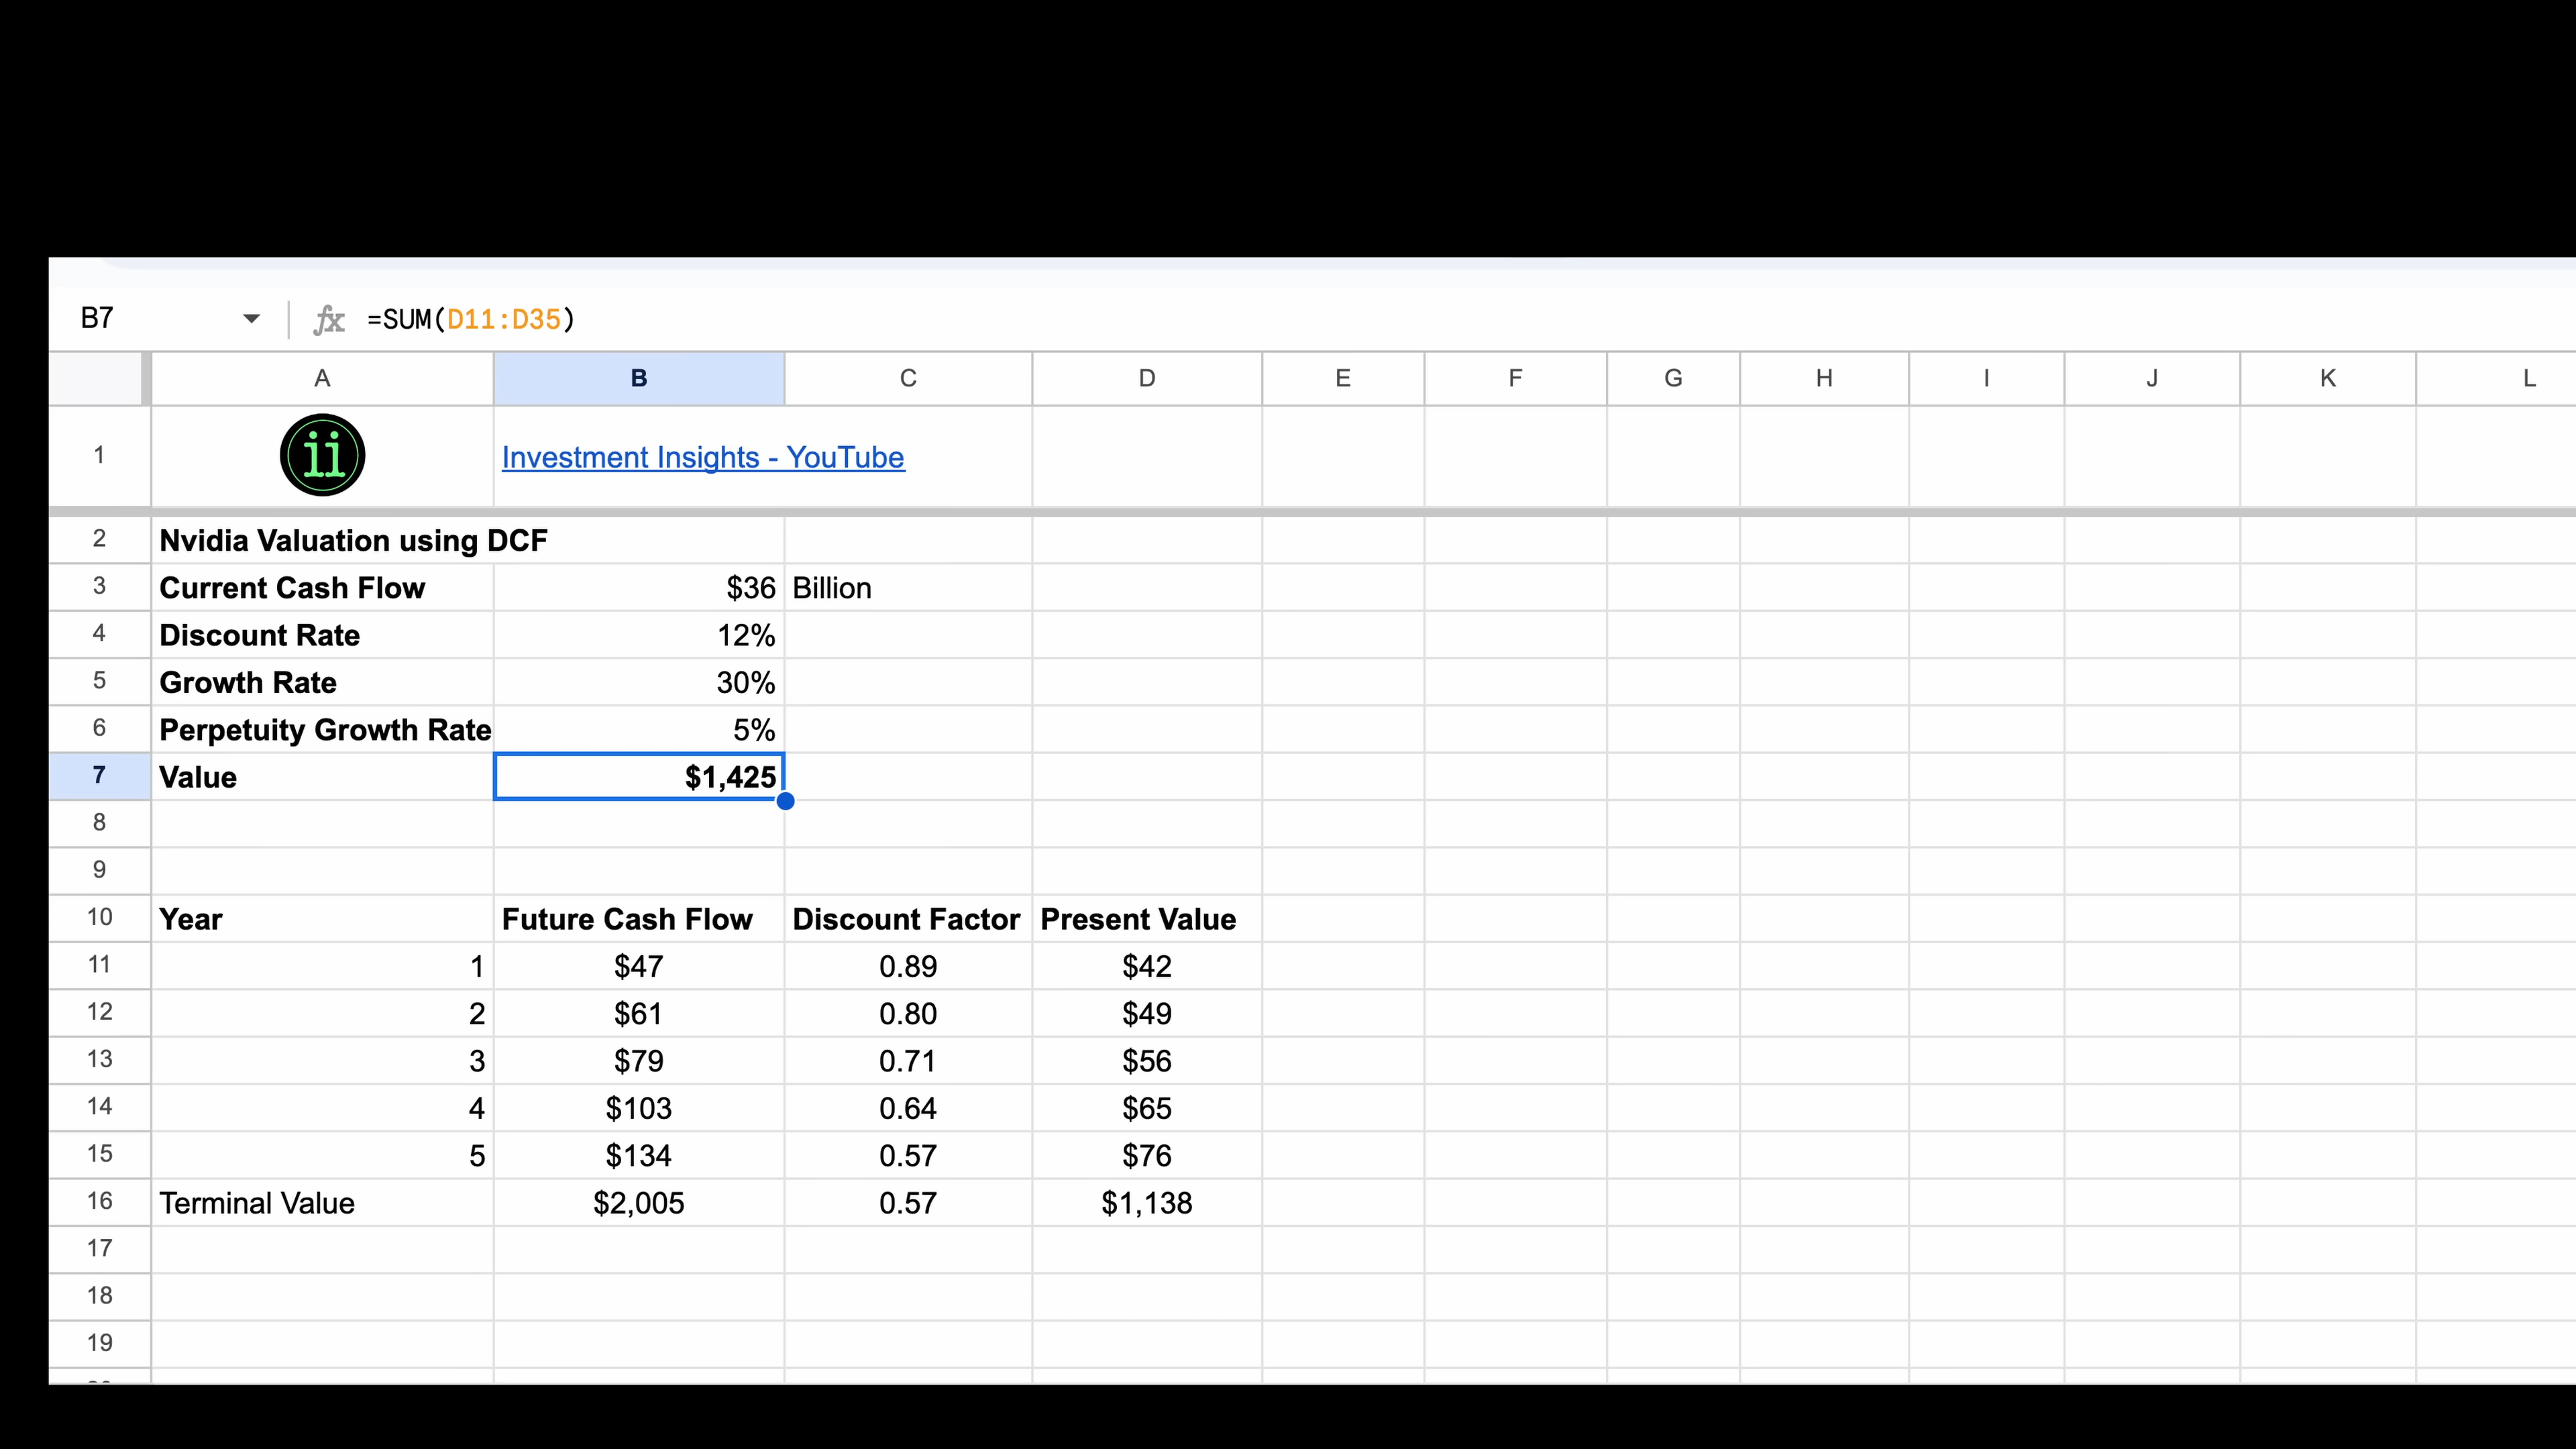 B7 fx =SUM(D11:D35)
A B C D E F G H I J K L
1 ii Investment Insights - YouTube
2 Nvidia Valuation using DCF
3 Current Cash Flow $36 Billion
4 Discount Rate 12%
5 Growth Rate 30%
6 Perpetuity Growth Rate 5%
7 Value $1,425
8
9
10 Year Future Cash Flow Discount Factor Present Value
11 1 $47 0.89 $42
12 2 $61 0.80 $49
13 3 $79 0.71 $56
14 4 $103 0.64 $65
15 5 $134 0.57 $76
16 Terminal Value $2,005 0.57 $1,138
17
18
19